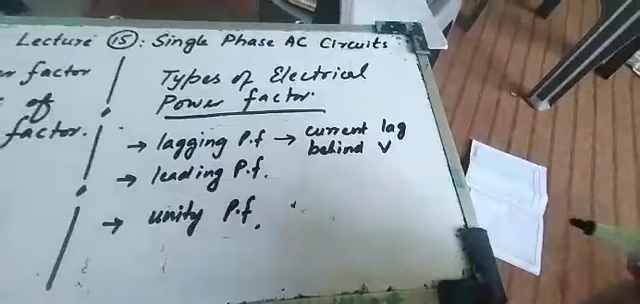 Lecture 15: Single Phase AC Circuits
factor
of
factor.
Types of Electrical
Power factor.
→ lagging P.f → current lag
behind V
→ leading P.f.
→ unity P.f.